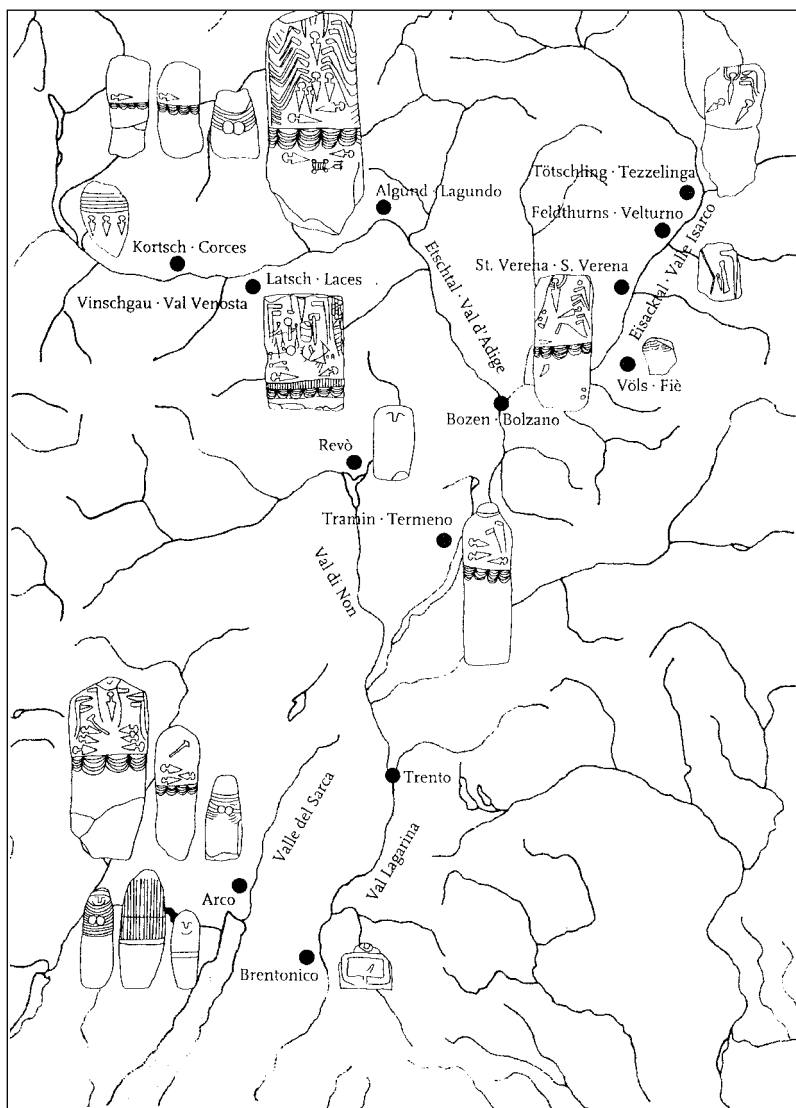 Tötschling · Tezzelinga
Algund · Lagundo
Feldthurns · Velturno
Kortsch · Corces
St. Verena · S. Verena
Latsch · Laces
Vinschgau · Val Venosta
Etschtal · Val d'Adige
Eisacktal · Valle Isarco
Völs · Fiè
Bozen · Bolzano
Revò
Tramin · Termeno
Val di Non
Trento
Valle del Sarca
Val Lagarina
Arco
Brentonico